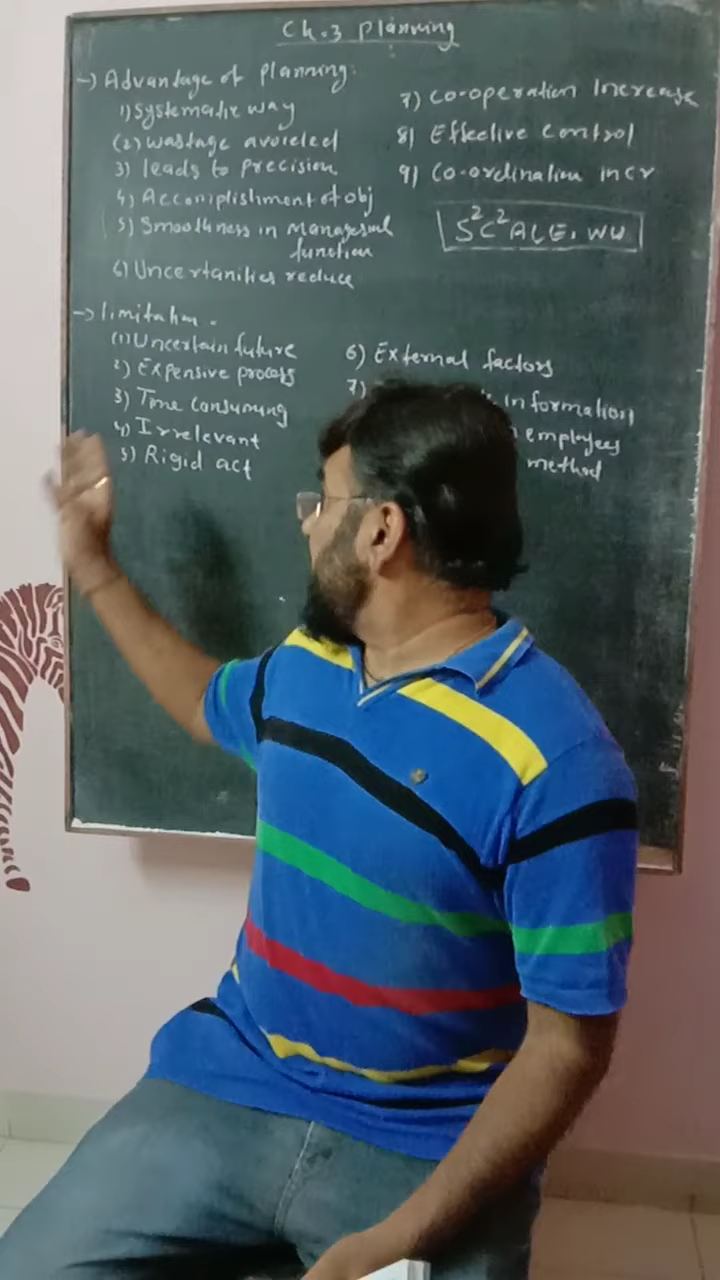 Ch.3 Planning
→ Advantage of Planning:
1) Systematic way
(2) Wastage avoided
3) leads to Precision
4) Accomplishment of obj
5) Smoothness in managerial
function
6) Uncertanities reduce
7) Co-operation Increase
8) Effective control
9) Co-ordination incr
S²C²ALE,WU
→ limitation.
(1) Uncertain future
2) Expensive process
3) Time consuming
4) Irrelevant
5) Rigid act
6) External factors
7) information
employees
method